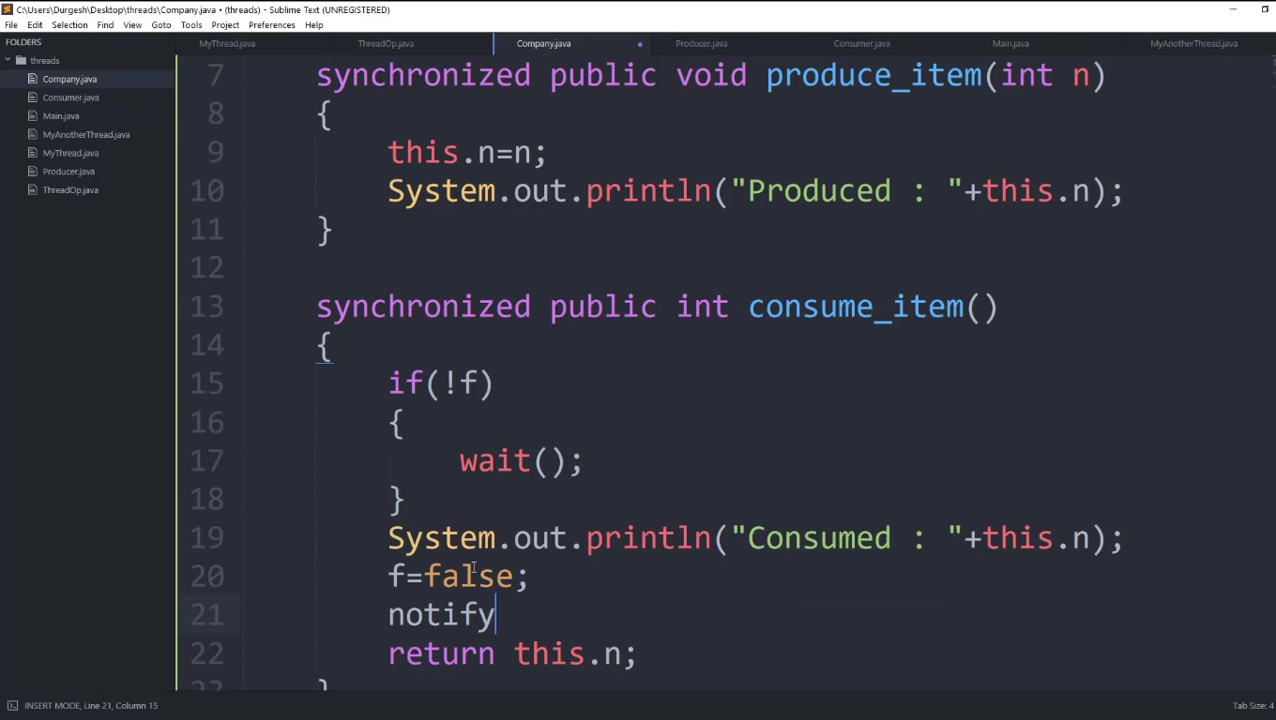 C:\Users\Durgesh\Desktop\threads\Company.java • (threads) - Sublime Text (UNREGISTERED)
File Edit Selection Find View Goto Tools Project Preferences Help
FOLDERS
threads
Company.java
Consumer.java
Main.java
MyAnotherThread.java
MyThread.java
Producer.java
ThreadOp.java
MyThread.java ThreadOp.java Company.java Producer.java Consumer.java Main.java MyAnotherThread.java
7 synchronized public void produce_item(int n)
8 {
9 this.n=n;
10 System.out.println("Produced : "+this.n);
11 }
12
13 synchronized public int consume_item()
14 {
15 if(!f)
16 {
17 wait();
18 }
19 System.out.println("Consumed : "+this.n);
20 f=false;
21 notify
22 return this.n;
23 }
INSERT MODE, Line 21, Column 15 Tab Size: 4